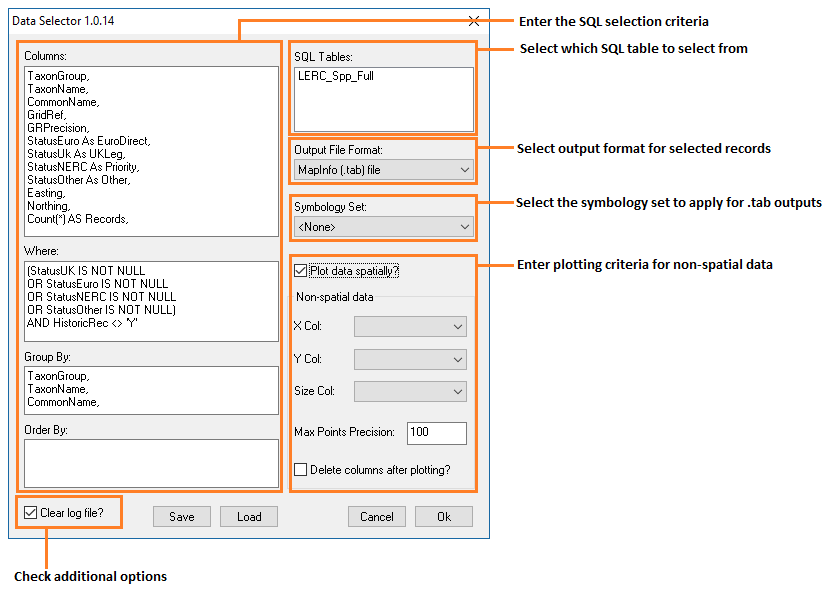 Data Selector 1.0.14
Enter the SQL selection criteria
Select which SQL table to select from
Columns:
TaxonGroup,
TaxonName,
CommonName,
GridRef,
GRPrecision,
StatusEuro As EuroDirect,
StatusUk As UKLeg,
StatusNERC As Priority,
StatusOther As Other,
Easting,
Northing,
Count(*) AS Records,
Where:
(StatusUK IS NOT NULL
OR StatusEuro IS NOT NULL
OR StatusNERC IS NOT NULL
OR StatusOther IS NOT NULL)
AND HistoricRec <> 'Y'
Group By:
TaxonGroup,
TaxonName,
CommonName,
Order By:
SQL Tables:
LERC_Spp_Full
Output File Format:
MapInfo (.tab) file
Select output format for selected records
Symbology Set:
<None>
Select the symbology set to apply for .tab outputs
Enter plotting criteria for non-spatial data
Plot data spatially?
Non-spatial data
X Col:
Y Col:
Size Col:
Max Points Precision: 100
Delete columns after plotting?
Clear log file?
Save
Load
Cancel
Ok
Check additional options